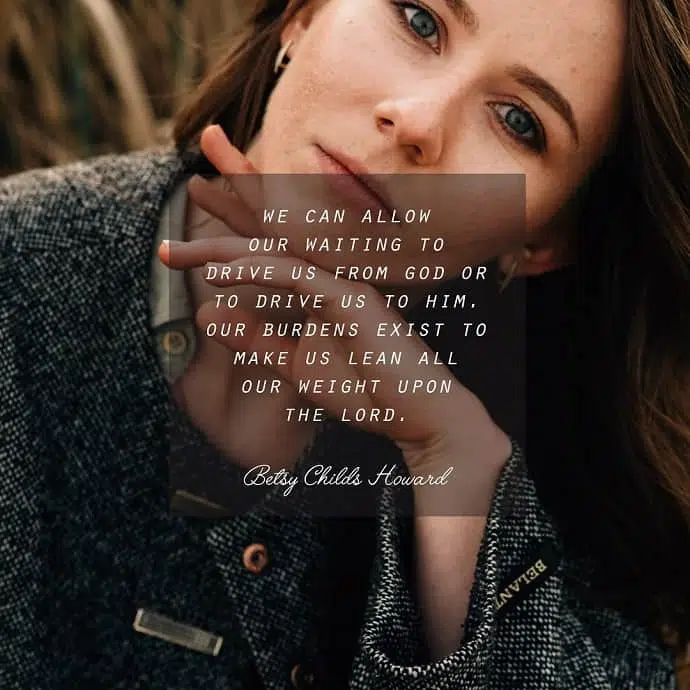 WE CAN ALLOW
OUR WAITING TO
DRIVE US FROM GOD OR
TO DRIVE US TO HIM.
OUR BURDENS EXIST TO
MAKE US LEAN ALL
OUR WEIGHT UPON
THE LORD.
Betsy Childs Howard